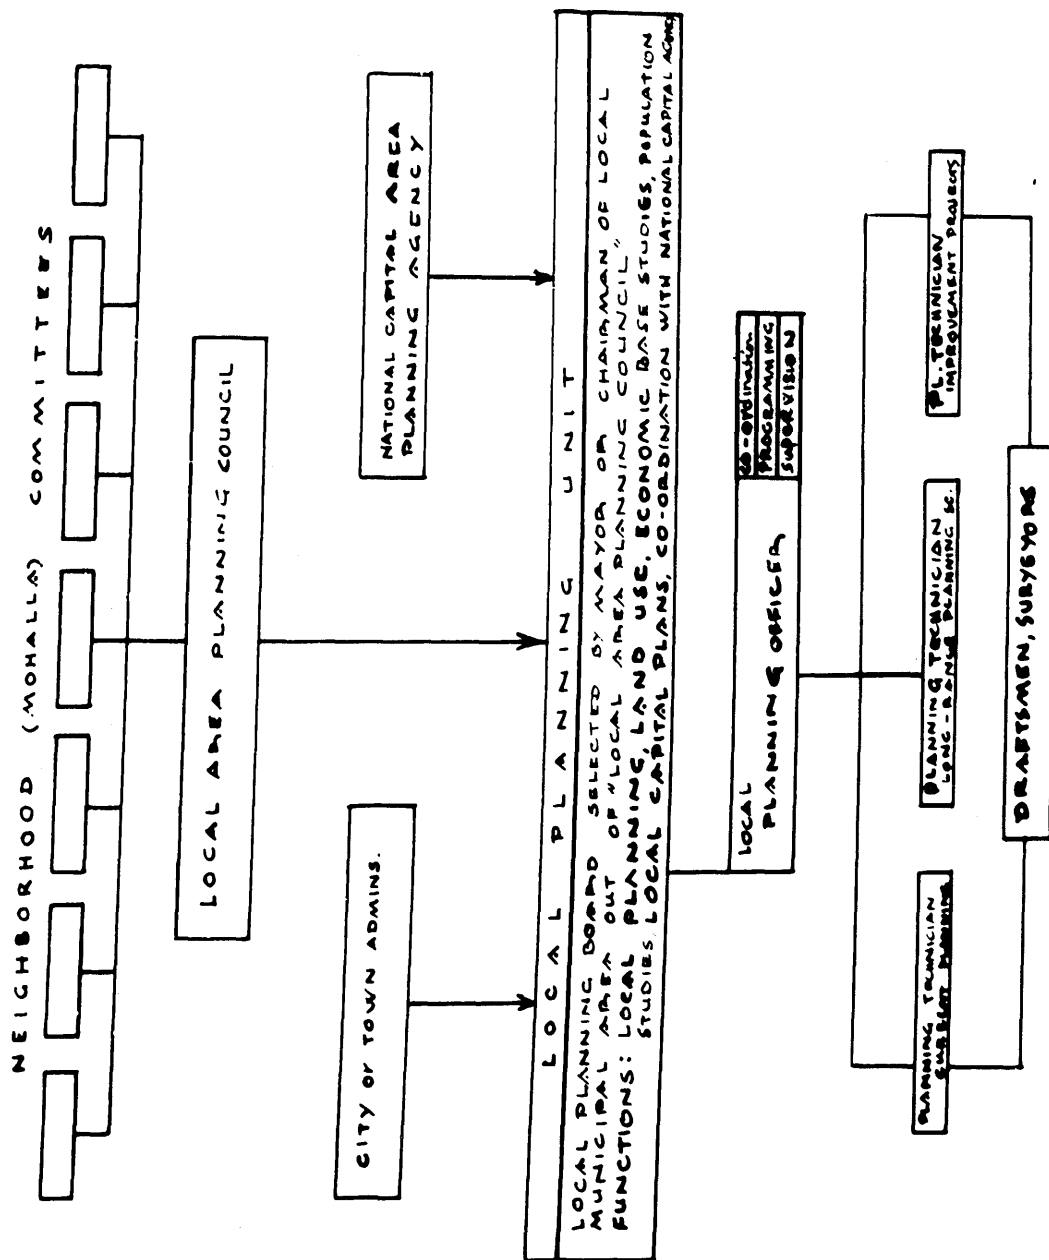 NEIGHBORHOOD (MOHALLA) COMMITTEES
LOCAL AREA PLANNING COUNCIL
CITY OR TOWN ADMINS.
NATIONAL CAPITAL AREA
PLANNING AGENCY
LOCAL PLANNING UNIT
LOCAL PLANNING BOARD SELECTED BY MAYOR OR CHAIRMAN OF LOCAL
MUNICIPAL AREA OUT OF "LOCAL AREA PLANNING COUNCIL"
FUNCTIONS: LOCAL PLANNING, LAND USE, ECONOMIC BASE STUDIES, POPULATION
STUDIES, LOCAL CAPITAL PLANS, CO-ORDINATION WITH NATIONAL CAPITAL AGENCY
LOCAL
PLANNING OFFICER
CO-ORDINATION
PROGRAMMING
SUPERVISION
PLANNING TECHNICIAN
CURRENT PLANNING
PLANNING TECHNICIAN
LONG-RANGE PLANNING SC.
PL. TECHNICIAN
IMPROVEMENT PROJECTS
DRAFTSMEN, SURVEYORS